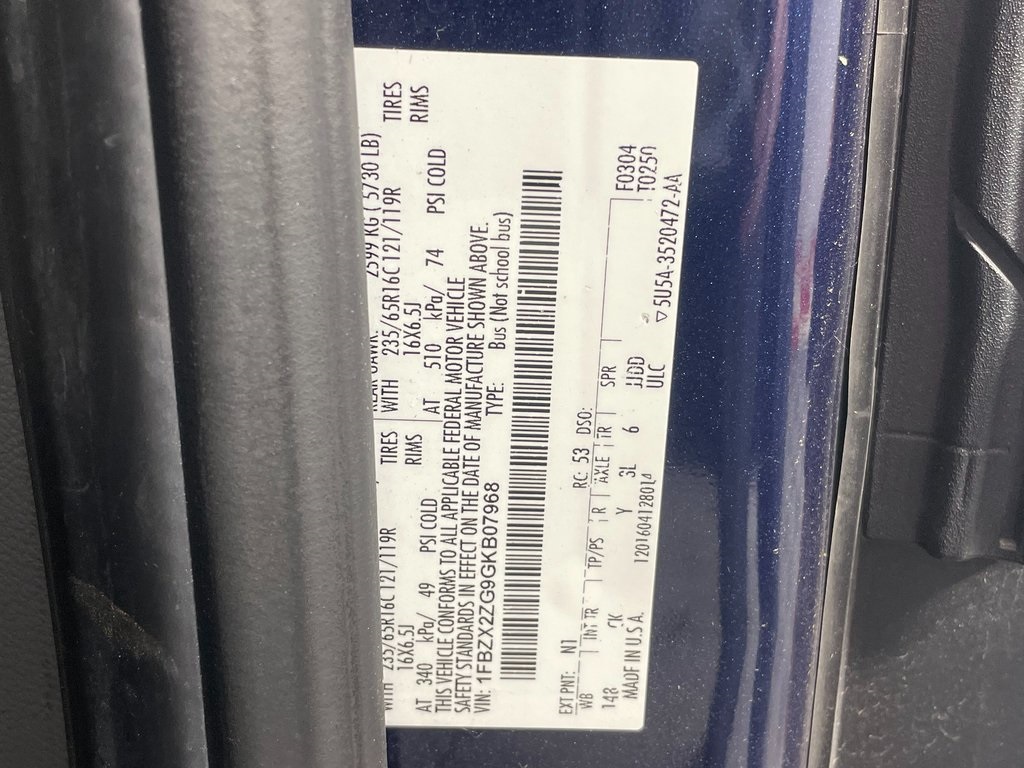 2599 KG ( 5730 LB)
WITH 235/65R16C 121/119R TIRES WITH 235/65R16C 121/119R TIRES
16X6.5J RIMS 16X6.5J RIMS
AT 340 kPa/ 49 PSI COLD AT 510 kPa/ 74 PSI COLD
THIS VEHICLE CONFORMS TO ALL APPLICABLE FEDERAL MOTOR VEHICLE
SAFETY STANDARDS IN EFFECT ON THE DATE OF MANUFACTURE SHOWN ABOVE.
VIN: 1FBZX2ZG9GKB07968 TYPE: Bus (Not school bus)
EXT PNT: N1 RC: 53 DSO:
WB INT TR TP/PS R AXLE TR SPR F0304
148 CK Y 3L 6 JJDD T0250
MADE IN U.S.A. 1201604128014 ULC
▽5U5A-3520472-AA